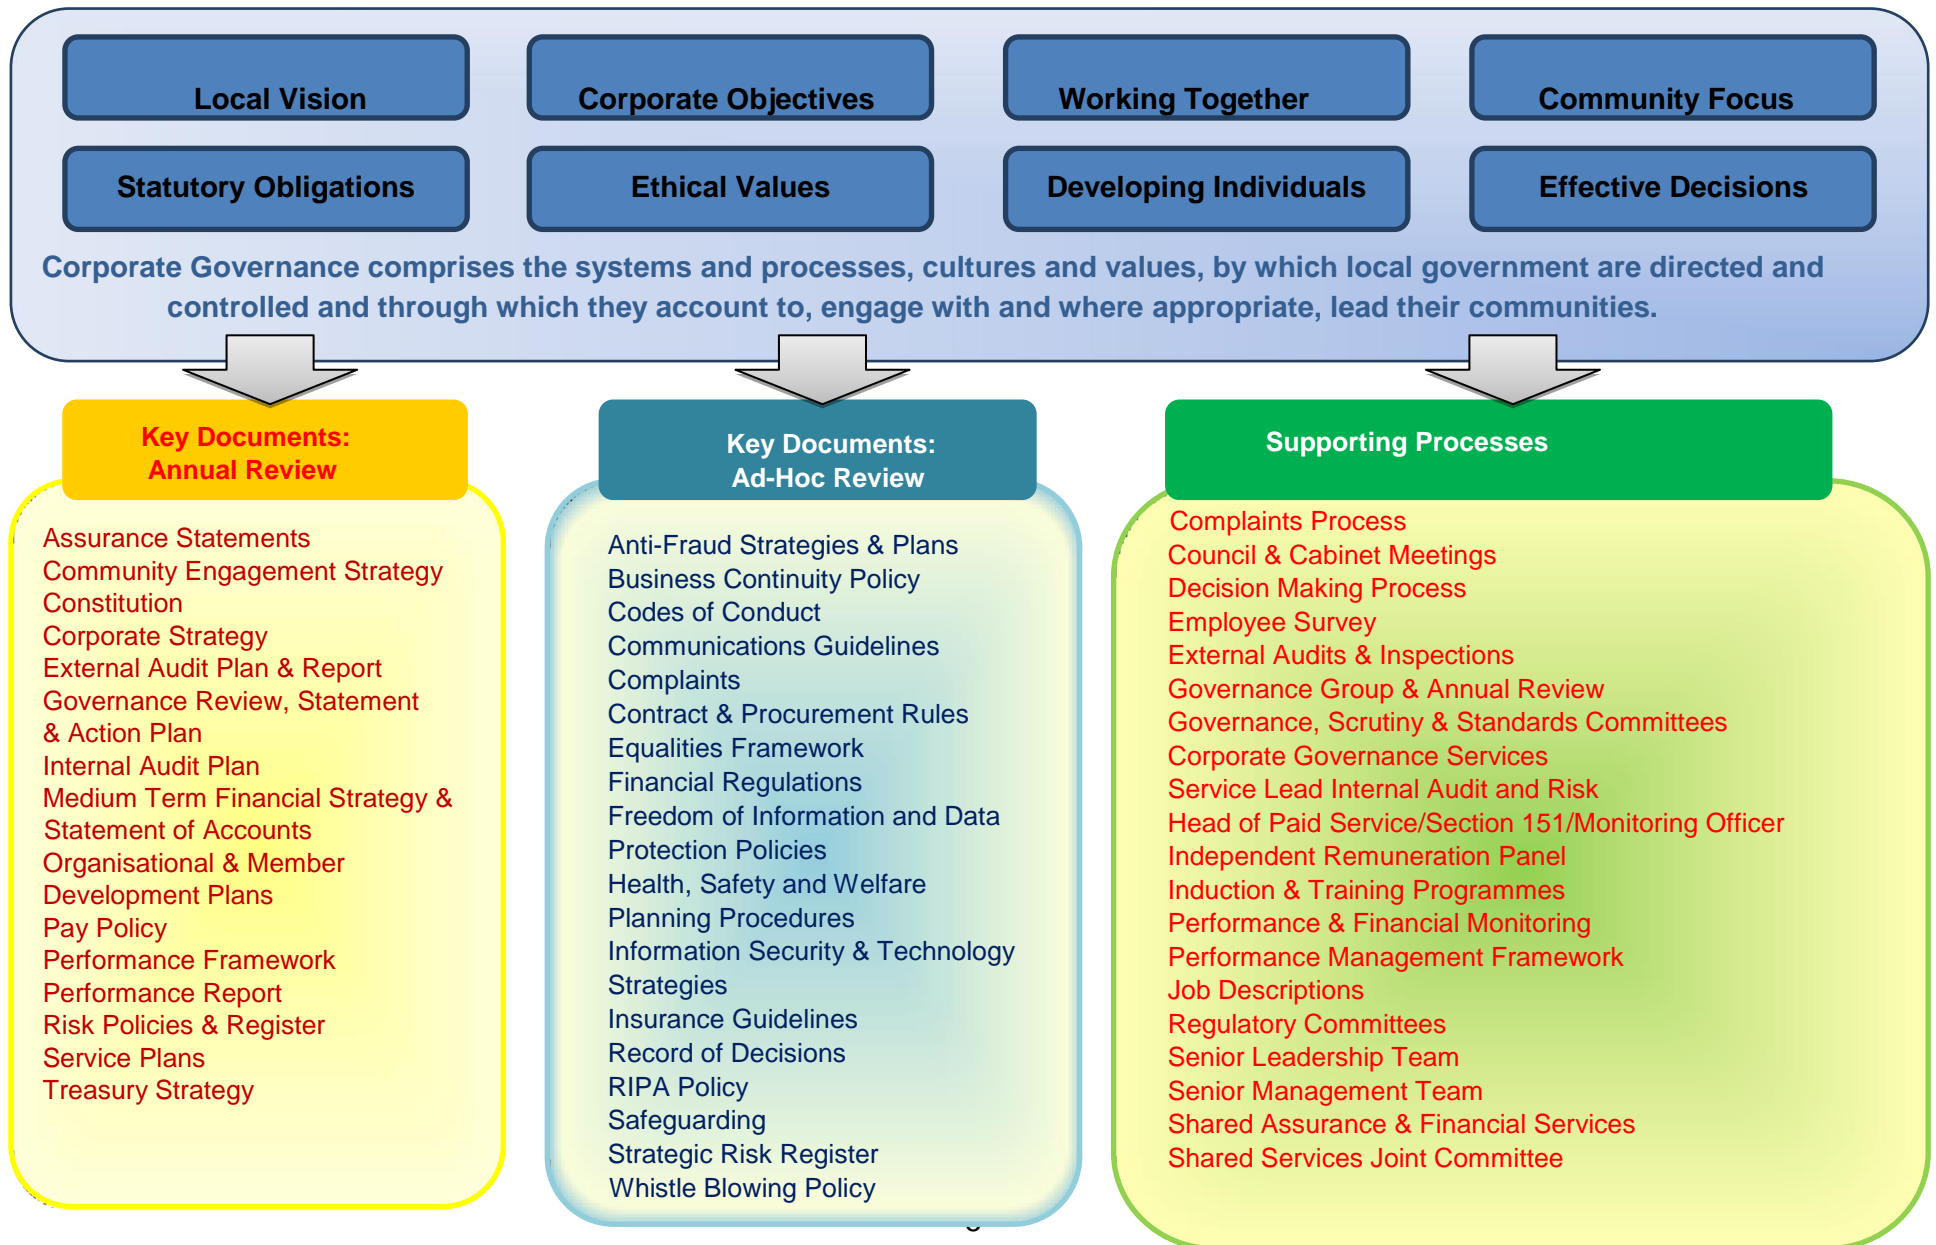 Local Vision
Corporate Objectives
Working Together
Community Focus
Statutory Obligations
Ethical Values
Developing Individuals
Effective Decisions
Corporate Governance comprises the systems and processes, cultures and values, by which local government are directed and
controlled and through which they account to, engage with and where appropriate, lead their communities.
Key Documents:
Annual Review
Assurance Statements
Community Engagement Strategy
Constitution
Corporate Strategy
External Audit Plan & Report
Governance Review, Statement
& Action Plan
Internal Audit Plan
Medium Term Financial Strategy &
Statement of Accounts
Organisational & Member
Development Plans
Pay Policy
Performance Framework
Performance Report
Risk Policies & Register
Service Plans
Treasury Strategy
Key Documents:
Ad-Hoc Review
Anti-Fraud Strategies & Plans
Business Continuity Policy
Codes of Conduct
Communications Guidelines
Complaints
Contract & Procurement Rules
Equalities Framework
Financial Regulations
Freedom of Information and Data
Protection Policies
Health, Safety and Welfare
Planning Procedures
Information Security & Technology
Strategies
Insurance Guidelines
Record of Decisions
RIPA Policy
Safeguarding
Strategic Risk Register
Whistle Blowing Policy
Supporting Processes
Complaints Process
Council & Cabinet Meetings
Decision Making Process
Employee Survey
External Audits & Inspections
Governance Group & Annual Review
Governance, Scrutiny & Standards Committees
Corporate Governance Services
Service Lead Internal Audit and Risk
Head of Paid Service/Section 151/Monitoring Officer
Independent Remuneration Panel
Induction & Training Programmes
Performance & Financial Monitoring
Performance Management Framework
Job Descriptions
Regulatory Committees
Senior Leadership Team
Senior Management Team
Shared Assurance & Financial Services
Shared Services Joint Committee